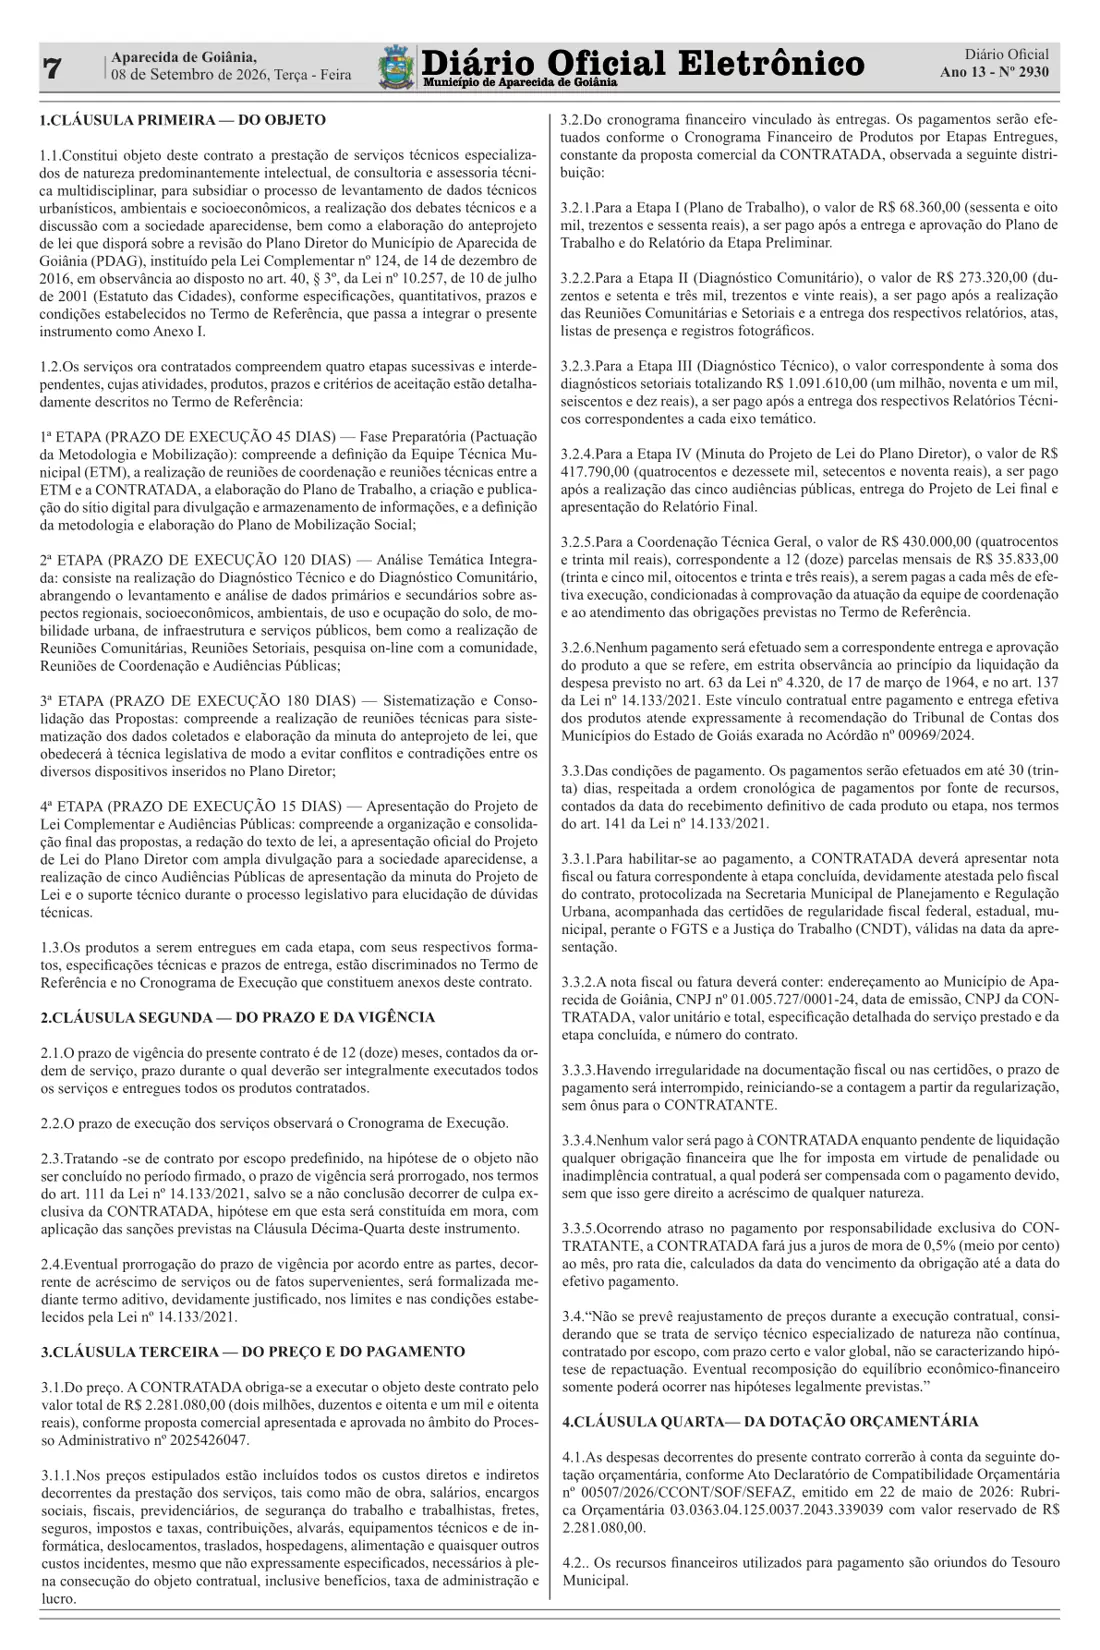 7
Aparecida de Goiânia,
08 de Setembro de 2026, Terça - Feira
Diário Oficial Eletrônico
Município de Aparecida de Goiânia
Diário Oficial
Ano 13 - Nº 2930
1.CLÁUSULA PRIMEIRA — DO OBJETO
1.1.Constitui objeto deste contrato a prestação de serviços técnicos especializa-
dos de natureza predominantemente intelectual, de consultoria e assessoria técni-
ca multidisciplinar, para subsidiar o processo de levantamento de dados técnicos
urbanísticos, ambientais e socioeconômicos, a realização dos debates técnicos e a
discussão com a sociedade aparecidense, bem como a elaboração do anteprojeto
de lei que disporá sobre a revisão do Plano Diretor do Município de Aparecida de
Goiânia (PDAG), instituído pela Lei Complementar nº 124, de 14 de dezembro de
2016, em observância ao disposto no art. 40, § 3º, da Lei nº 10.257, de 10 de julho
de 2001 (Estatuto das Cidades), conforme especificações, quantitativos, prazos e
condições estabelecidos no Termo de Referência, que passa a integrar o presente
instrumento como Anexo I.
1.2.Os serviços ora contratados compreendem quatro etapas sucessivas e interde-
pendentes, cujas atividades, produtos, prazos e critérios de aceitação estão detalha-
damente descritos no Termo de Referência:
1ª ETAPA (PRAZO DE EXECUÇÃO 45 DIAS) — Fase Preparatória (Pactuação
da Metodologia e Mobilização): compreende a definição da Equipe Técnica Mu-
nicipal (ETM), a realização de reuniões de coordenação e reuniões técnicas entre a
ETM e a CONTRATADA, a elaboração do Plano de Trabalho, a criação e publica-
ção do sítio digital para divulgação e armazenamento de informações, e a definição
da metodologia e elaboração do Plano de Mobilização Social;
2ª ETAPA (PRAZO DE EXECUÇÃO 120 DIAS) — Análise Temática Integra-
da: consiste na realização do Diagnóstico Técnico e do Diagnóstico Comunitário,
abrangendo o levantamento e análise de dados primários e secundários sobre as-
pectos regionais, socioeconômicos, ambientais, de uso e ocupação do solo, de mo-
bilidade urbana, de infraestrutura e serviços públicos, bem como a realização de
Reuniões Comunitárias, Reuniões Setoriais, pesquisa on-line com a comunidade,
Reuniões de Coordenação e Audiências Públicas;
3ª ETAPA (PRAZO DE EXECUÇÃO 180 DIAS) — Sistematização e Conso-
lidação das Propostas: compreende a realização de reuniões técnicas para siste-
matização dos dados coletados e elaboração da minuta do anteprojeto de lei, que
obedecerá à técnica legislativa de modo a evitar conflitos e contradições entre os
diversos dispositivos inseridos no Plano Diretor;
4ª ETAPA (PRAZO DE EXECUÇÃO 15 DIAS) — Apresentação do Projeto de
Lei Complementar e Audiências Públicas: compreende a organização e consolida-
ção final das propostas, a redação do texto de lei, a apresentação oficial do Projeto
de Lei do Plano Diretor com ampla divulgação para a sociedade aparecidense, a
realização de cinco Audiências Públicas de apresentação da minuta do Projeto de
Lei e o suporte técnico durante o processo legislativo para elucidação de dúvidas
técnicas.
1.3.Os produtos a serem entregues em cada etapa, com seus respectivos forma-
tos, especificações técnicas e prazos de entrega, estão discriminados no Termo de
Referência e no Cronograma de Execução que constituem anexos deste contrato.
2.CLÁUSULA SEGUNDA — DO PRAZO E DA VIGÊNCIA
2.1.O prazo de vigência do presente contrato é de 12 (doze) meses, contados da or-
dem de serviço, prazo durante o qual deverão ser integralmente executados todos
os serviços e entregues todos os produtos contratados.
2.2.O prazo de execução dos serviços observará o Cronograma de Execução.
2.3.Tratando -se de contrato por escopo predefinido, na hipótese de o objeto não
ser concluído no período firmado, o prazo de vigência será prorrogado, nos termos
do art. 111 da Lei nº 14.133/2021, salvo se a não conclusão decorrer de culpa ex-
clusiva da CONTRATADA, hipótese em que esta será constituída em mora, com
aplicação das sanções previstas na Cláusula Décima-Quarta deste instrumento.
2.4.Eventual prorrogação do prazo de vigência por acordo entre as partes, decor-
rente de acréscimo de serviços ou de fatos supervenientes, será formalizada me-
diante termo aditivo, devidamente justificado, nos limites e nas condições estabe-
lecidos pela Lei nº 14.133/2021.
3.CLÁUSULA TERCEIRA — DO PREÇO E DO PAGAMENTO
3.1.Do preço. A CONTRATADA obriga-se a executar o objeto deste contrato pelo
valor total de R$ 2.281.080,00 (dois milhões, duzentos e oitenta e um mil e oitenta
reais), conforme proposta comercial apresentada e aprovada no âmbito do Proces-
so Administrativo nº 2025426047.
3.1.1.Nos preços estipulados estão incluídos todos os custos diretos e indiretos
decorrentes da prestação dos serviços, tais como mão de obra, salários, encargos
sociais, fiscais, previdenciários, de segurança do trabalho e trabalhistas, fretes,
seguros, impostos e taxas, contribuições, alvarás, equipamentos técnicos e de in-
formática, deslocamentos, traslados, hospedagens, alimentação e quaisquer outros
custos incidentes, mesmo que não expressamente especificados, necessários à ple-
na consecução do objeto contratual, inclusive benefícios, taxa de administração e
lucro.
3.2.Do cronograma financeiro vinculado às entregas. Os pagamentos serão efe-
tuados conforme o Cronograma Financeiro de Produtos por Etapas Entregues,
constante da proposta comercial da CONTRATADA, observada a seguinte distri-
buição:
3.2.1.Para a Etapa I (Plano de Trabalho), o valor de R$ 68.360,00 (sessenta e oito
mil, trezentos e sessenta reais), a ser pago após a entrega e aprovação do Plano de
Trabalho e do Relatório da Etapa Preliminar.
3.2.2.Para a Etapa II (Diagnóstico Comunitário), o valor de R$ 273.320,00 (du-
zentos e setenta e três mil, trezentos e vinte reais), a ser pago após a realização
das Reuniões Comunitárias e Setoriais e a entrega dos respectivos relatórios, atas,
listas de presença e registros fotográficos.
3.2.3.Para a Etapa III (Diagnóstico Técnico), o valor correspondente à soma dos
diagnósticos setoriais totalizando R$ 1.091.610,00 (um milhão, noventa e um mil,
seiscentos e dez reais), a ser pago após a entrega dos respectivos Relatórios Técni-
cos correspondentes a cada eixo temático.
3.2.4.Para a Etapa IV (Minuta do Projeto de Lei do Plano Diretor), o valor de R$
417.790,00 (quatrocentos e dezessete mil, setecentos e noventa reais), a ser pago
após a realização das cinco audiências públicas, entrega do Projeto de Lei final e
apresentação do Relatório Final.
3.2.5.Para a Coordenação Técnica Geral, o valor de R$ 430.000,00 (quatrocentos
e trinta mil reais), correspondente a 12 (doze) parcelas mensais de R$ 35.833,00
(trinta e cinco mil, oitocentos e trinta e três reais), a serem pagas a cada mês de efe-
tiva execução, condicionadas à comprovação da atuação da equipe de coordenação
e ao atendimento das obrigações previstas no Termo de Referência.
3.2.6.Nenhum pagamento será efetuado sem a correspondente entrega e aprovação
do produto a que se refere, em estrita observância ao princípio da liquidação da
despesa previsto no art. 63 da Lei nº 4.320, de 17 de março de 1964, e no art. 137
da Lei nº 14.133/2021. Este vínculo contratual entre pagamento e entrega efetiva
dos produtos atende expressamente à recomendação do Tribunal de Contas dos
Municípios do Estado de Goiás exarada no Acórdão nº 00969/2024.
3.3.Das condições de pagamento. Os pagamentos serão efetuados em até 30 (trin-
ta) dias, respeitada a ordem cronológica de pagamentos por fonte de recursos,
contados da data do recebimento definitivo de cada produto ou etapa, nos termos
do art. 141 da Lei nº 14.133/2021.
3.3.1.Para habilitar-se ao pagamento, a CONTRATADA deverá apresentar nota
fiscal ou fatura correspondente à etapa concluída, devidamente atestada pelo fiscal
do contrato, protocolizada na Secretaria Municipal de Planejamento e Regulação
Urbana, acompanhada das certidões de regularidade fiscal federal, estadual, mu-
nicipal, perante o FGTS e a Justiça do Trabalho (CNDT), válidas na data da apre-
sentação.
3.3.2.A nota fiscal ou fatura deverá conter: endereçamento ao Município de Apa-
recida de Goiânia, CNPJ nº 01.005.727/0001-24, data de emissão, CNPJ da CON-
TRATADA, valor unitário e total, especificação detalhada do serviço prestado e da
etapa concluída, e número do contrato.
3.3.3.Havendo irregularidade na documentação fiscal ou nas certidões, o prazo de
pagamento será interrompido, reiniciando-se a contagem a partir da regularização,
sem ônus para o CONTRATANTE.
3.3.4.Nenhum valor será pago à CONTRATADA enquanto pendente de liquidação
qualquer obrigação financeira que lhe for imposta em virtude de penalidade ou
inadimplência contratual, a qual poderá ser compensada com o pagamento devido,
sem que isso gere direito a acréscimo de qualquer natureza.
3.3.5.Ocorrendo atraso no pagamento por responsabilidade exclusiva do CON-
TRATANTE, a CONTRATADA fará jus a juros de mora de 0,5% (meio por cento)
ao mês, pro rata die, calculados da data do vencimento da obrigação até a data do
efetivo pagamento.
3.4.“Não se prevê reajustamento de preços durante a execução contratual, consi-
derando que se trata de serviço técnico especializado de natureza não contínua,
contratado por escopo, com prazo certo e valor global, não se caracterizando hipó-
tese de repactuação. Eventual recomposição do equilíbrio econômico-financeiro
somente poderá ocorrer nas hipóteses legalmente previstas.”
4.CLÁUSULA QUARTA— DA DOTAÇÃO ORÇAMENTÁRIA
4.1.As despesas decorrentes do presente contrato correrão à conta da seguinte do-
tação orçamentária, conforme Ato Declaratório de Compatibilidade Orçamentária
nº 00507/2026/CCONT/SOF/SEFAZ, emitido em 22 de maio de 2026: Rubri-
ca Orçamentária 03.0363.04.125.0037.2043.339039 com valor reservado de R$
2.281.080,00.
4.2.. Os recursos financeiros utilizados para pagamento são oriundos do Tesouro
Municipal.